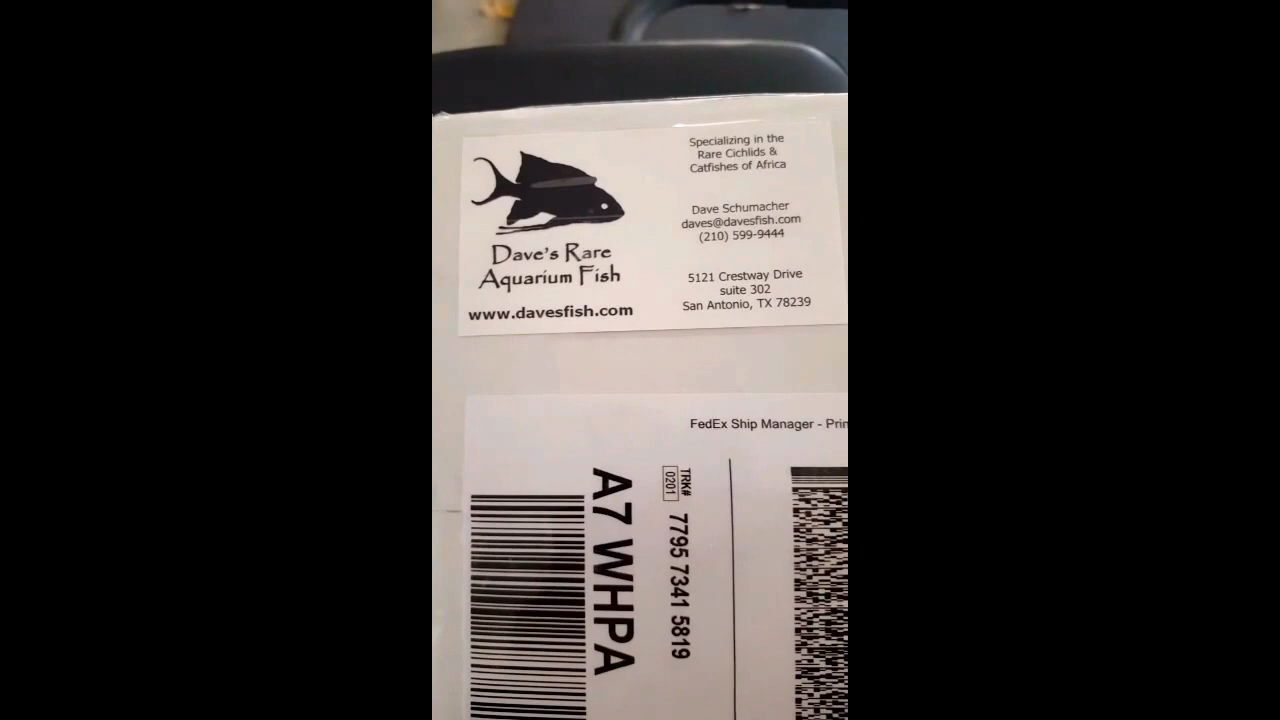 Dave's Rare
Aquarium Fish
www.davesfish.com
Specializing in the
Rare Cichlids &
Catfishes of Africa
Dave Schumacher
daves@davesfish.com
(210) 599-9444
5121 Crestway Drive
suite 302
San Antonio, TX 78239
FedEx Ship Manager -
TRK#
0201
7795 7341 5819
A7 WHPA